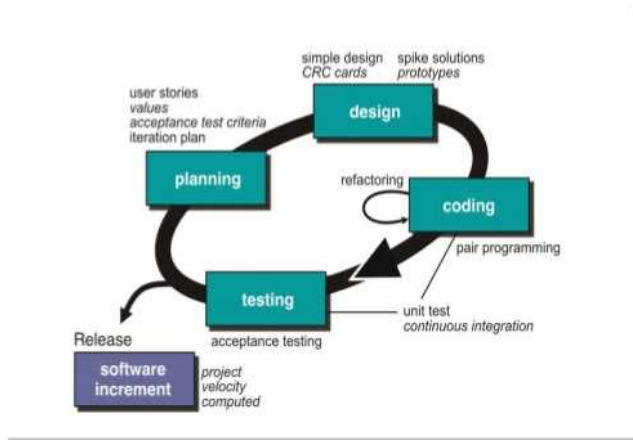 simple design
CRC cards
spike solutions
prototypes
design
user stories
values
acceptance test criteria
iteration plan
planning
refactoring
coding
pair programming
testing
acceptance testing
unit test
continuous integration
Release
software
increment
project
velocity
computed